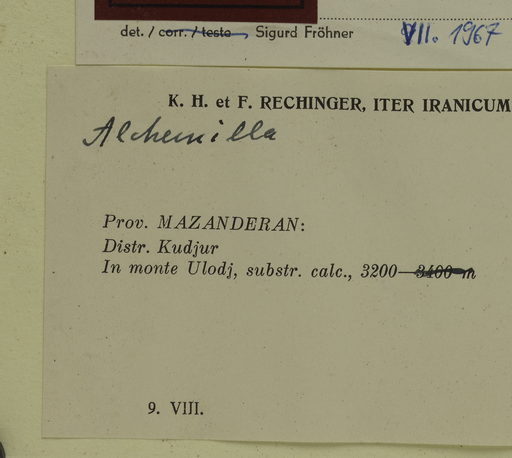 det. / corr. / teste Sigurd Fröhner VII. 1967
K. H. et F. RECHINGER, ITER IRANICUM
Alchemilla
Prov. MAZANDERAN:
Distr. Kudjur
In monte Ulodj, substr. calc., 3200—3400 m
9. VIII.